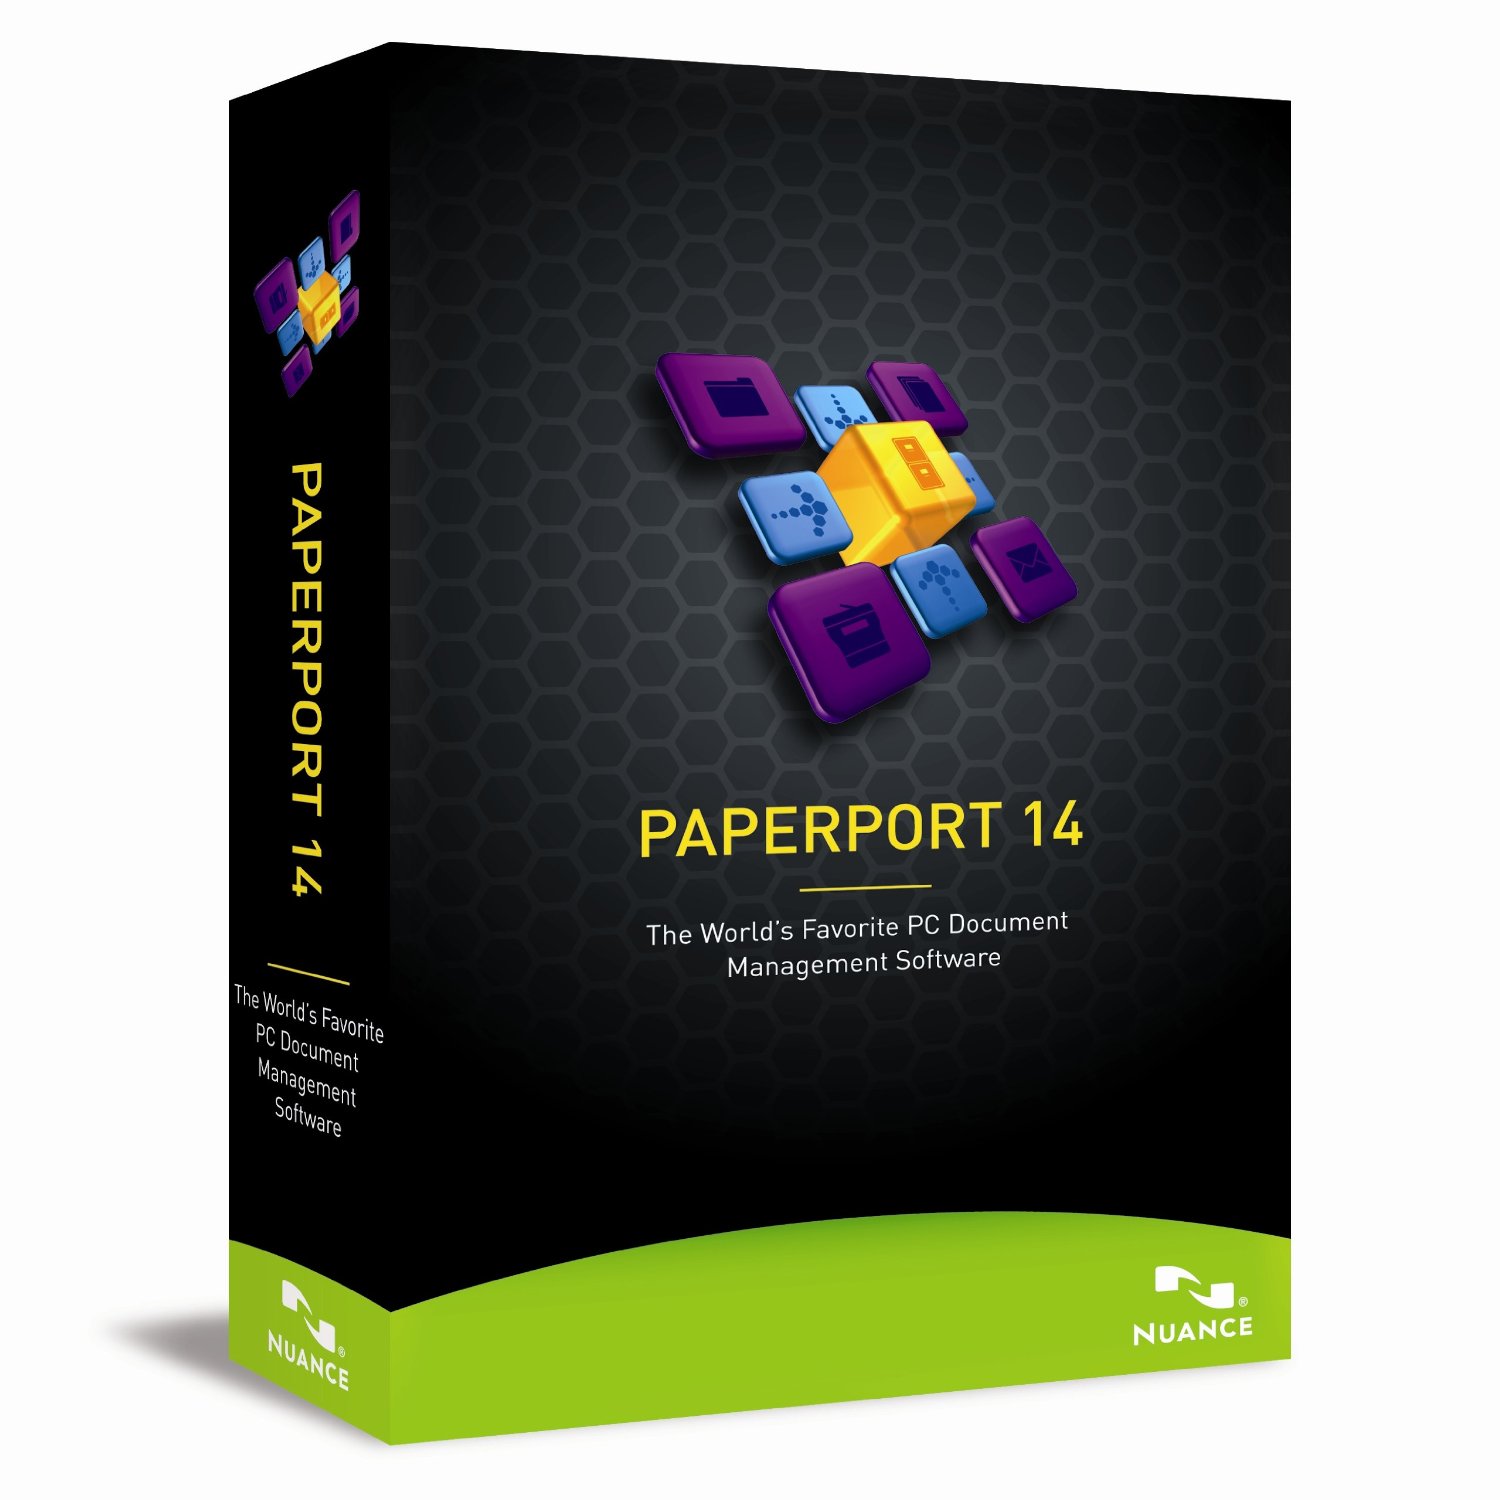 PAPERPORT 14
The World's Favorite
PC Document
Management
Software
NUANCE®
PAPERPORT 14
The World's Favorite PC Document
Management Software
NUANCE®